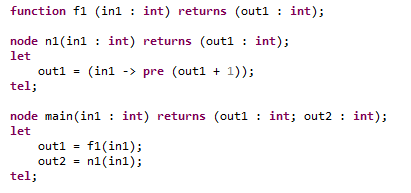 function f1 (in1 : int) returns (out1 : int);
node n1(in1 : int) returns (out1 : int);
let
out1 = (in1 -> pre (out1 + 1));
tel;
node main(in1 : int) returns (out1 : int; out2 : int);
let
out1 = f1(in1);
out2 = n1(in1);
tel;